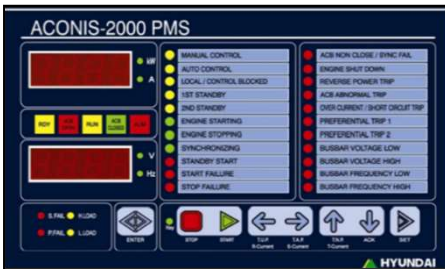 ACONIS-2000 PMS
kW
A
MANUAL CONTROL
AUTO CONTROL
LOCAL / CONTROL BLOCKED
1ST STANDBY
2ND STANDBY
ENGINE STARTING
ENGINE STOPPING
SYNCHRONIZING
STANDBY START
START FAILURE
STOP FAILURE
ACB NON CLOSE / SYNC FAIL
ENGINE SHUT DOWN
REVERSE POWER TRIP
ACB ABNORMAL TRIP
OVER CURRENT / SHORT CIRCUIT TRIP
PREFERENTIAL TRIP 1
PREFERENTIAL TRIP 2
BUSBAR VOLTAGE LOW
BUSBAR VOLTAGE HIGH
BUSBAR FREQUENCY LOW
BUSBAR FREQUENCY HIGH
RDY
RUN
ACB CLOSED
V
Hz
S.FAIL H.LOAD
P.FAIL L.LOAD
ENTER
STOP START
R-Current S-Current T-Current
ACK SET
HYUNDAI